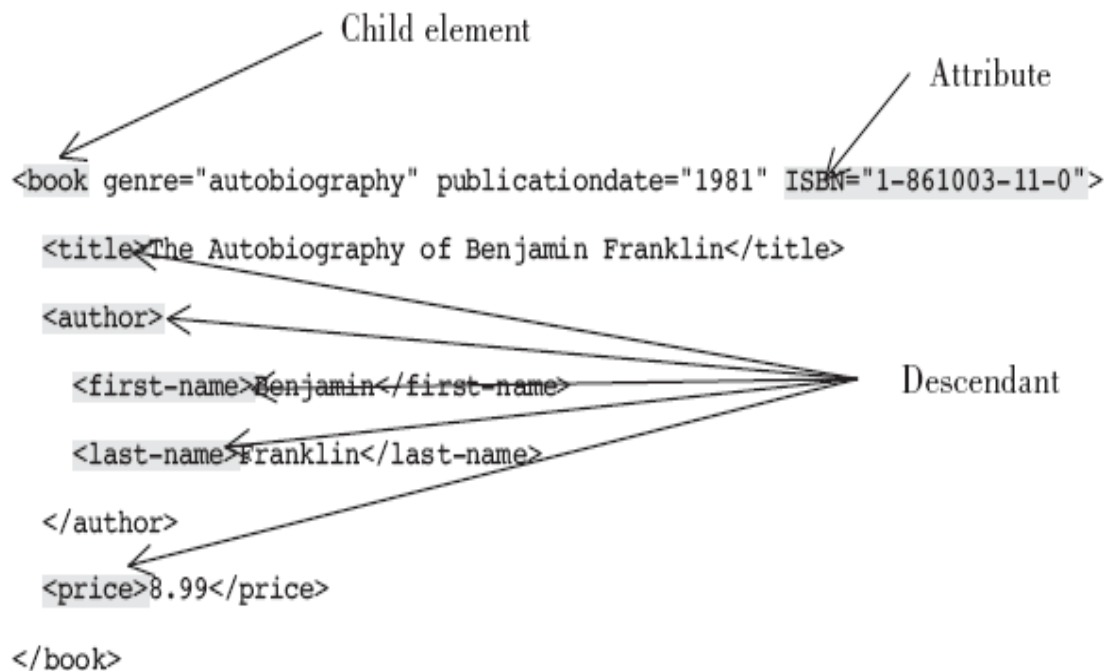 Child element
Attribute
<book genre="autobiography" publicationdate="1981" ISBN="1-861003-11-0">
<title>The Autobiography of Benjamin Franklin</title>
<author>
<first-name>Benjamin</first-name>
Descendant
<last-name>Franklin</last-name>
</author>
<price>8.99</price>
</book>